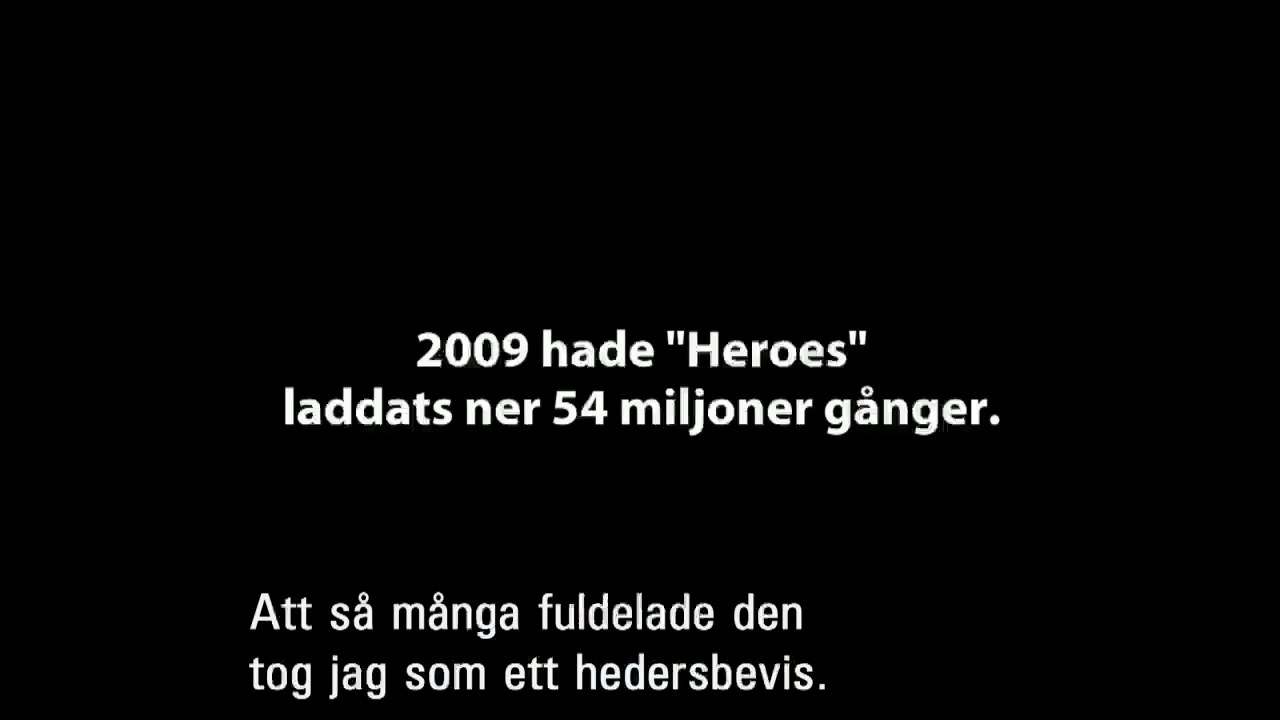 2009 hade "Heroes"
laddats ner 54 miljoner gånger.
Att så många fuldelade den
tog jag som ett hedersbevis.